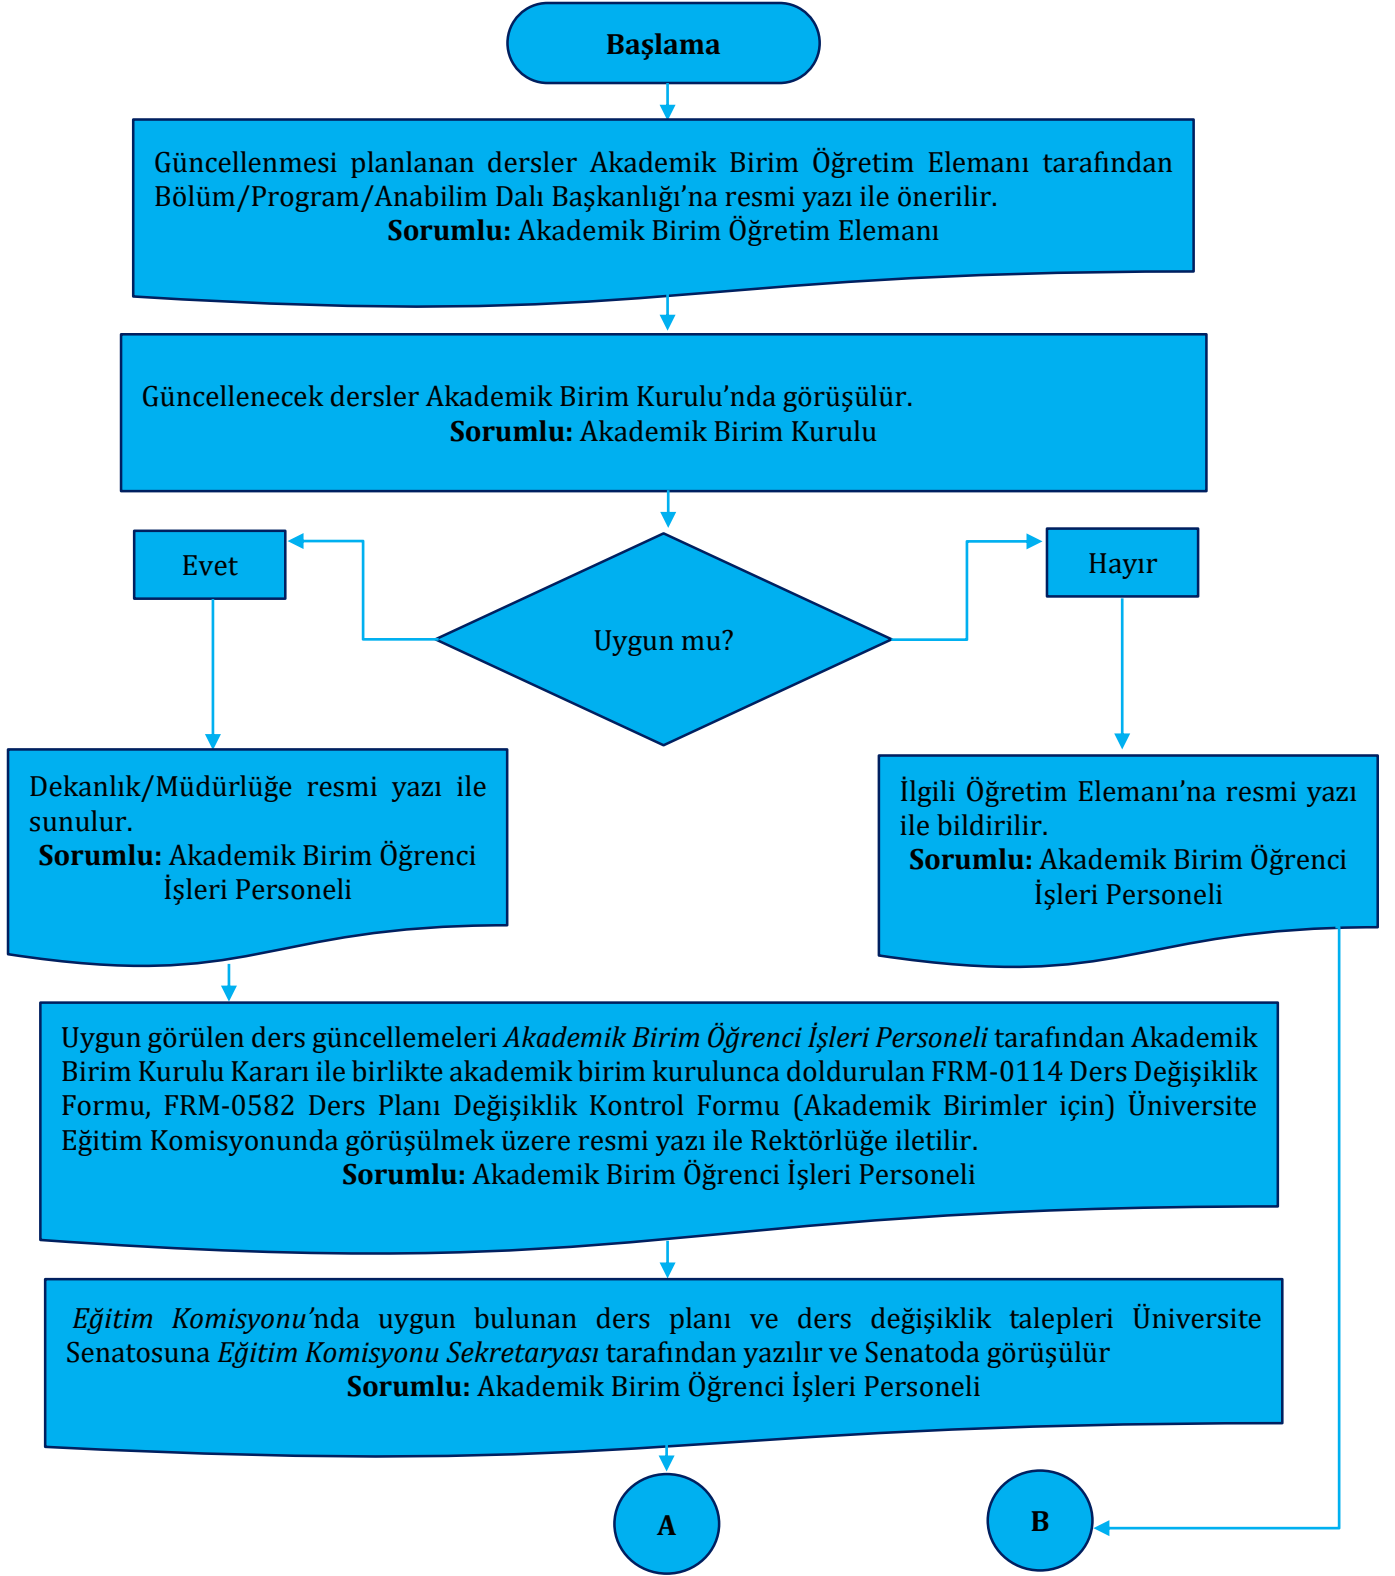 Başlama
Güncellenmesi planlanan dersler Akademik Birim Öğretim Elemanı tarafından
Bölüm/Program/Anabilim Dalı Başkanlığı’na resmi yazı ile önerilir.
Sorumlu: Akademik Birim Öğretim Elemanı
Güncellenecek dersler Akademik Birim Kurulu’nda görüşülür.
Sorumlu: Akademik Birim Kurulu
Evet
Hayır
Uygun mu?
Dekanlık/Müdürlüğe resmi yazı ile
sunulur.
Sorumlu: Akademik Birim Öğrenci
İşleri Personeli
İlgili Öğretim Elemanı’na resmi yazı
ile bildirilir.
Sorumlu: Akademik Birim Öğrenci
İşleri Personeli
Uygun görülen ders güncellemeleri Akademik Birim Öğrenci İşleri Personeli tarafından Akademik
Birim Kurulu Kararı ile birlikte akademik birim kurulunca doldurulan FRM-0114 Ders Değişiklik
Formu, FRM-0582 Ders Planı Değişiklik Kontrol Formu (Akademik Birimler için) Üniversite
Eğitim Komisyonunda görüşülmek üzere resmi yazı ile Rektörlüğe iletilir.
Sorumlu: Akademik Birim Öğrenci İşleri Personeli
Eğitim Komisyonu’nda uygun bulunan ders planı ve ders değişiklik talepleri Üniversite
Senatosuna Eğitim Komisyonu Sekretaryası tarafından yazılır ve Senatoda görüşülür
Sorumlu: Akademik Birim Öğrenci İşleri Personeli
A
B